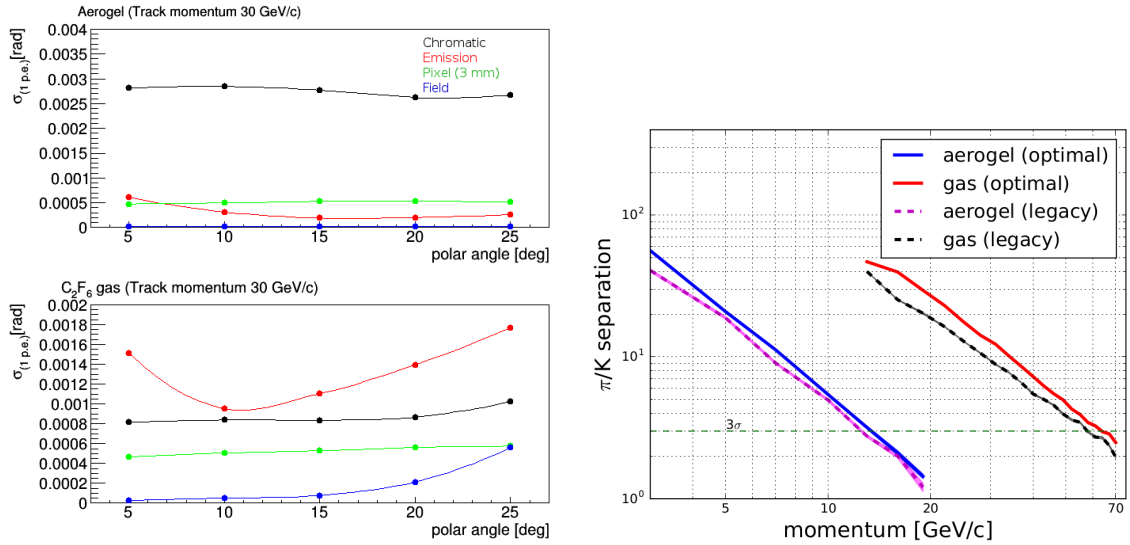 Aerogel (Track momentum 30 GeV/c)
σ(1 p.e.)[rad]
0.004
0.0035
0.003
0.0025
0.002
0.0015
0.001
0.0005
0
Chromatic
Emission
Pixel (3 mm)
Field
5 10 15 20 25
polar angle [deg]
C2F6 gas (Track momentum 30 GeV/c)
σ(1 p.e.)[rad]
0.002
0.0018
0.0016
0.0014
0.0012
0.001
0.0008
0.0006
0.0004
0.0002
0
5 10 15 20 25
polar angle [deg]
π/K separation
10²
10¹
10⁰
aerogel (optimal)
gas (optimal)
aerogel (legacy)
gas (legacy)
3σ
5 10 20 70
momentum [GeV/c]